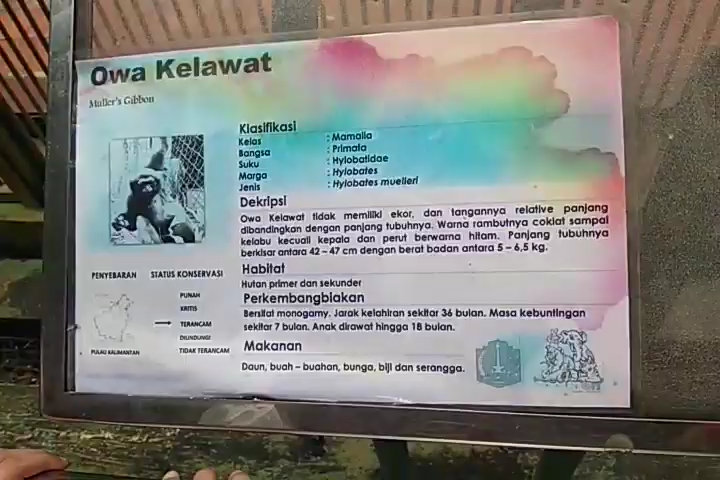 Owa Kelawat
Muller's Gibbon
Klasifikasi
Kelas : Mamalia
Bangsa : Primata
Suku : Hylobatidae
Marga : Hylobates
Jenis : Hylobates muelleri
Dekripsi
Owa Kelawat tidak memiliki ekor, dan tangannya relative panjang
dibandingkan dengan panjang tubuhnya. Warna rambutnya coklat sampai
kelabu kecuali kepala dan perut berwarna hitam. Panjang tubuhnya
berkisar antara 42 – 47 cm dengan berat badan antara 5 – 6,5 kg.
Habitat
Hutan primer dan sekunder
Perkembangbiakan
Bersifat monogamy. Jarak kelahiran sekitar 36 bulan. Masa kebuntingan
sekitar 7 bulan. Anak dirawat hingga 18 bulan.
Makanan
Daun, buah – buahan, bunga, biji dan serangga.
PENYEBARAN
PULAU KALIMANTAN
STATUS KONSERVASI
PUNAH
KRITIS
TERANCAM
DILINDUNGI
TIDAK TERANCAM